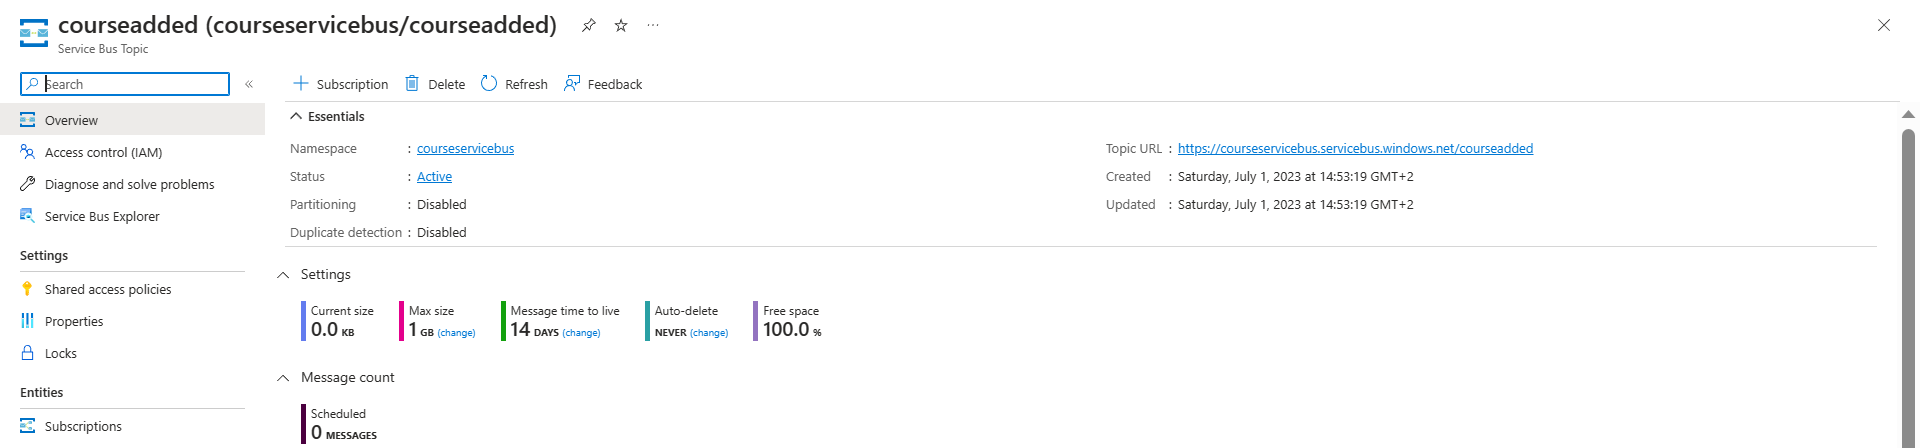 courseadded (courseservicebus/courseadded)
Service Bus Topic
Search
Overview
Access control (IAM)
Diagnose and solve problems
Service Bus Explorer
Settings
Shared access policies
Properties
Locks
Entities
Subscriptions
Subscription Delete Refresh Feedback
Essentials
Namespace : courseservicebus
Status : Active
Partitioning : Disabled
Duplicate detection : Disabled
Topic URL : https://courseservicebus.servicebus.windows.net/courseadded
Created : Saturday, July 1, 2023 at 14:53:19 GMT+2
Updated : Saturday, July 1, 2023 at 14:53:19 GMT+2
Settings
Current size
0.0 KB
Max size
1 GB (change)
Message time to live
14 DAYS (change)
Auto-delete
NEVER (change)
Free space
100.0 %
Message count
Scheduled
0 MESSAGES